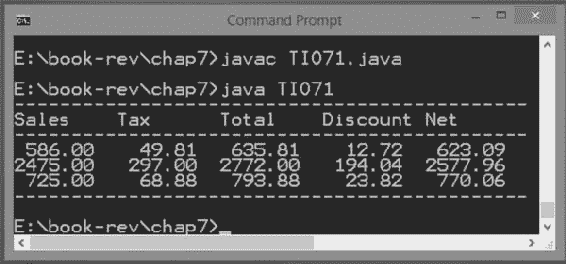 Command Prompt
E:\book-rev\chap7>javac TI071.java
E:\book-rev\chap7>java TI071
-------------------------------------------------
Sales Tax Total Discount Net
-------------------------------------------------
586.00 49.81 635.81 12.72 623.09
2475.00 297.00 2772.00 194.04 2577.96
725.00 68.88 793.88 23.82 770.06
-------------------------------------------------
E:\book-rev\chap7>_